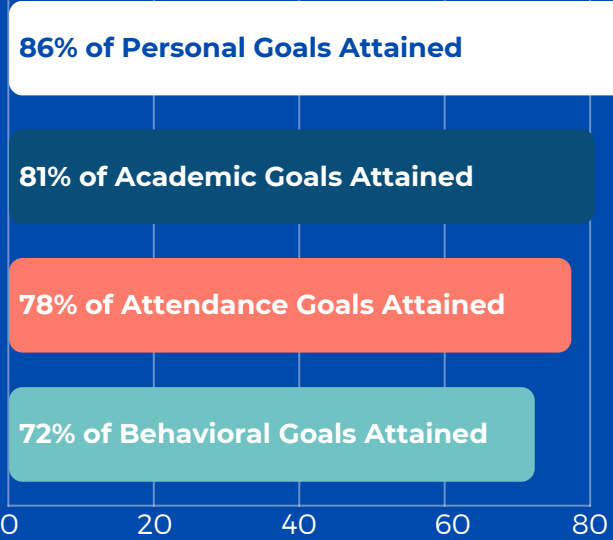 86% of Personal Goals Attained
81% of Academic Goals Attained
78% of Attendance Goals Attained
72% of Behavioral Goals Attained
0 20 40 60 80